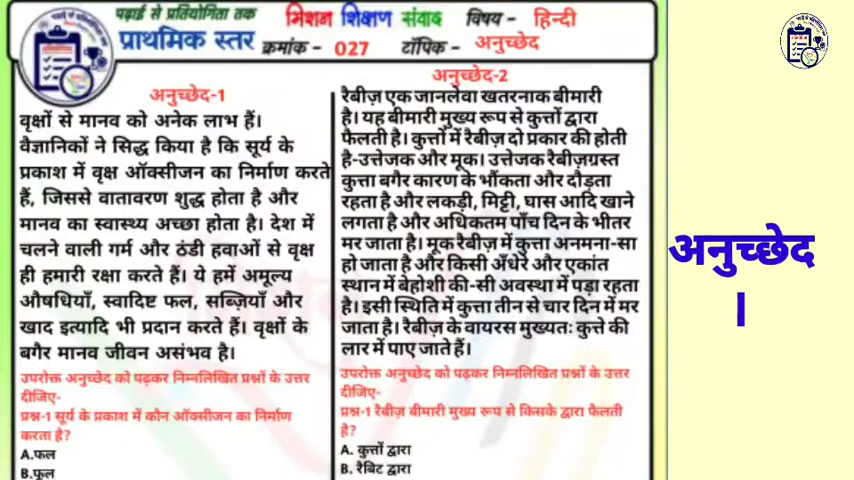 पढ़ाई से प्रतियोगिता तक
मिशन शिक्षण संवाद विषय - हिन्दी
प्राथमिक स्तर क्रमांक - 027 टॉपिक - अनुच्छेद
अनुच्छेद-1
वृक्षों से मानव को अनेक लाभ हैं।
वैज्ञानिकों ने सिद्ध किया है कि सूर्य के
प्रकाश में वृक्ष ऑक्सीजन का निर्माण करते
हैं, जिससे वातावरण शुद्ध होता है और
मानव का स्वास्थ्य अच्छा होता है। देश में
चलने वाली गर्म और ठंडी हवाओं से वृक्ष
ही हमारी रक्षा करते हैं। ये हमें अमूल्य
औषधियाँ, स्वादिष्ट फल, सब्ज़ियाँ और
खाद इत्यादि भी प्रदान करते हैं। वृक्षों के
बगैर मानव जीवन असंभव है।
उपरोक्त अनुच्छेद को पढ़कर निम्नलिखित प्रश्नों के उत्तर
दीजिए-
प्रश्न-1 सूर्य के प्रकाश में कौन ऑक्सीजन का निर्माण
करता है?
A.फल
B.फूल
अनुच्छेद-2
रैबीज़ एक जानलेवा खतरनाक बीमारी
है। यह बीमारी मुख्य रूप से कुत्तों द्वारा
फैलती है। कुत्तों में रैबीज़ दो प्रकार की होती
है-उत्तेजक और मूक। उत्तेजक रैबीज़ग्रस्त
कुत्ता बगैर कारण के भौंकता और दौड़ता
रहता है और लकड़ी, मिट्टी, घास आदि खाने
लगता है और अधिकतम पाँच दिन के भीतर
मर जाता है। मूक रैबीज़ में कुत्ता अनमना-सा
हो जाता है और किसी अँधेरे और एकांत
स्थान में बेहोशी की-सी अवस्था में पड़ा रहता
है। इसी स्थिति में कुत्ता तीन से चार दिन में मर
जाता है। रैबीज़ के वायरस मुख्यतः कुत्ते की
लार में पाए जाते हैं।
उपरोक्त अनुच्छेद को पढ़कर निम्नलिखित प्रश्नों के उत्तर
दीजिए-
प्रश्न-1 रैबीज़ बीमारी मुख्य रूप से किसके द्वारा फैलती
है?
A. कुत्तों द्वारा
B. रैबिट द्वारा
अनुच्छेद
।